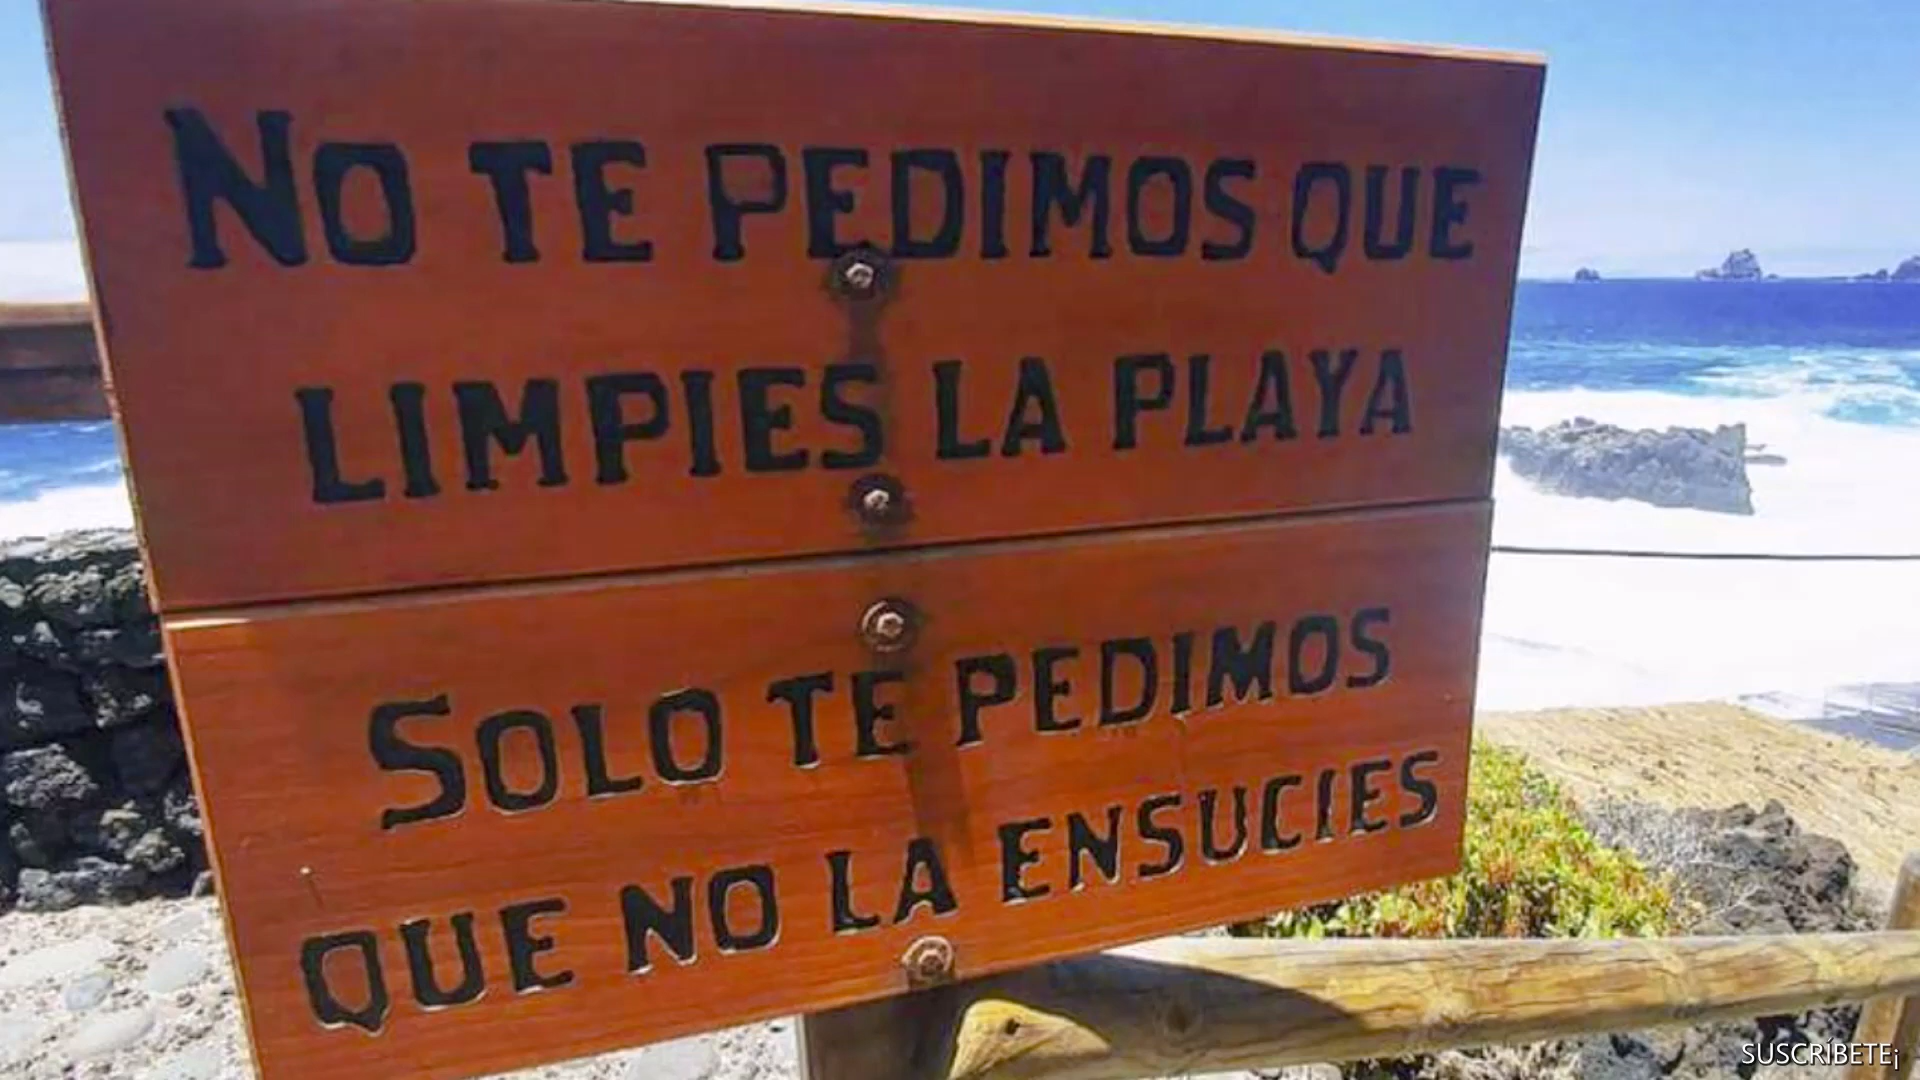 NO TE PEDIMOS QUE
LIMPIES LA PLAYA
SOLO TE PEDIMOS
QUE NO LA ENSUCIES
SUSCRÍBETE¡